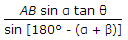 AB sin α tan θ
sin [180° - (α + β)]